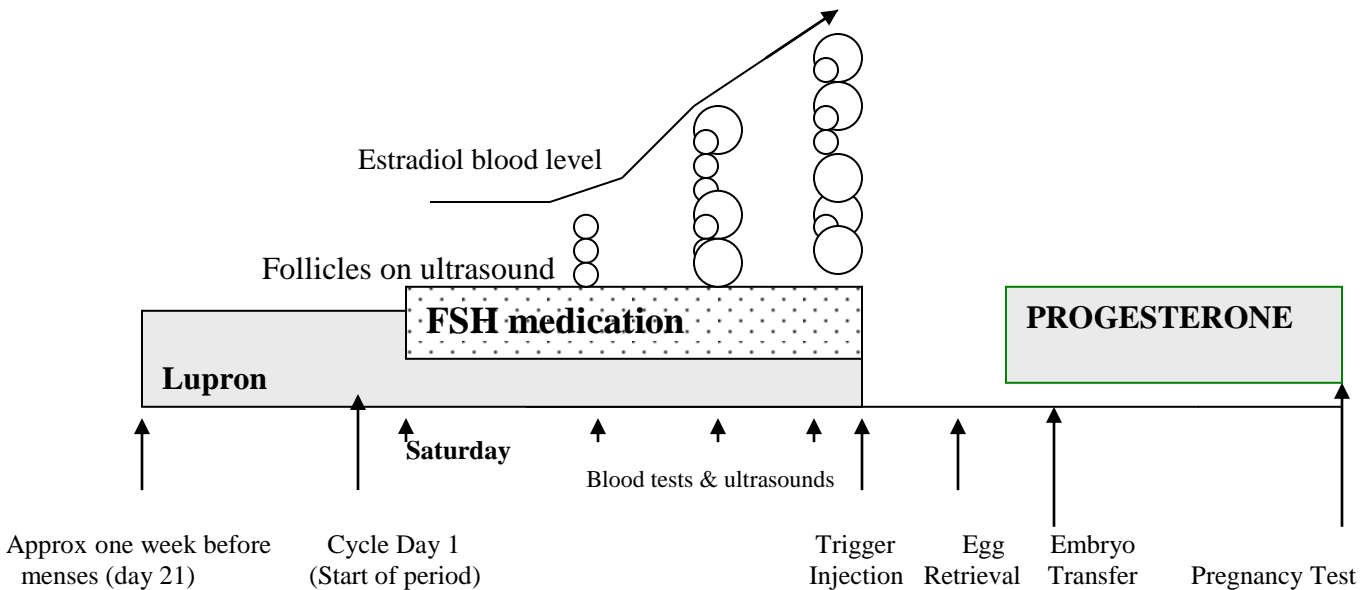 Estradiol blood level
Follicles on ultrasound
FSH medication
PROGESTERONE
Lupron
Saturday
Blood tests & ultrasounds
Approx one week before
menses (day 21)
Cycle Day 1
(Start of period)
Trigger
Injection
Egg
Retrieval
Embryo
Transfer
Pregnancy Test